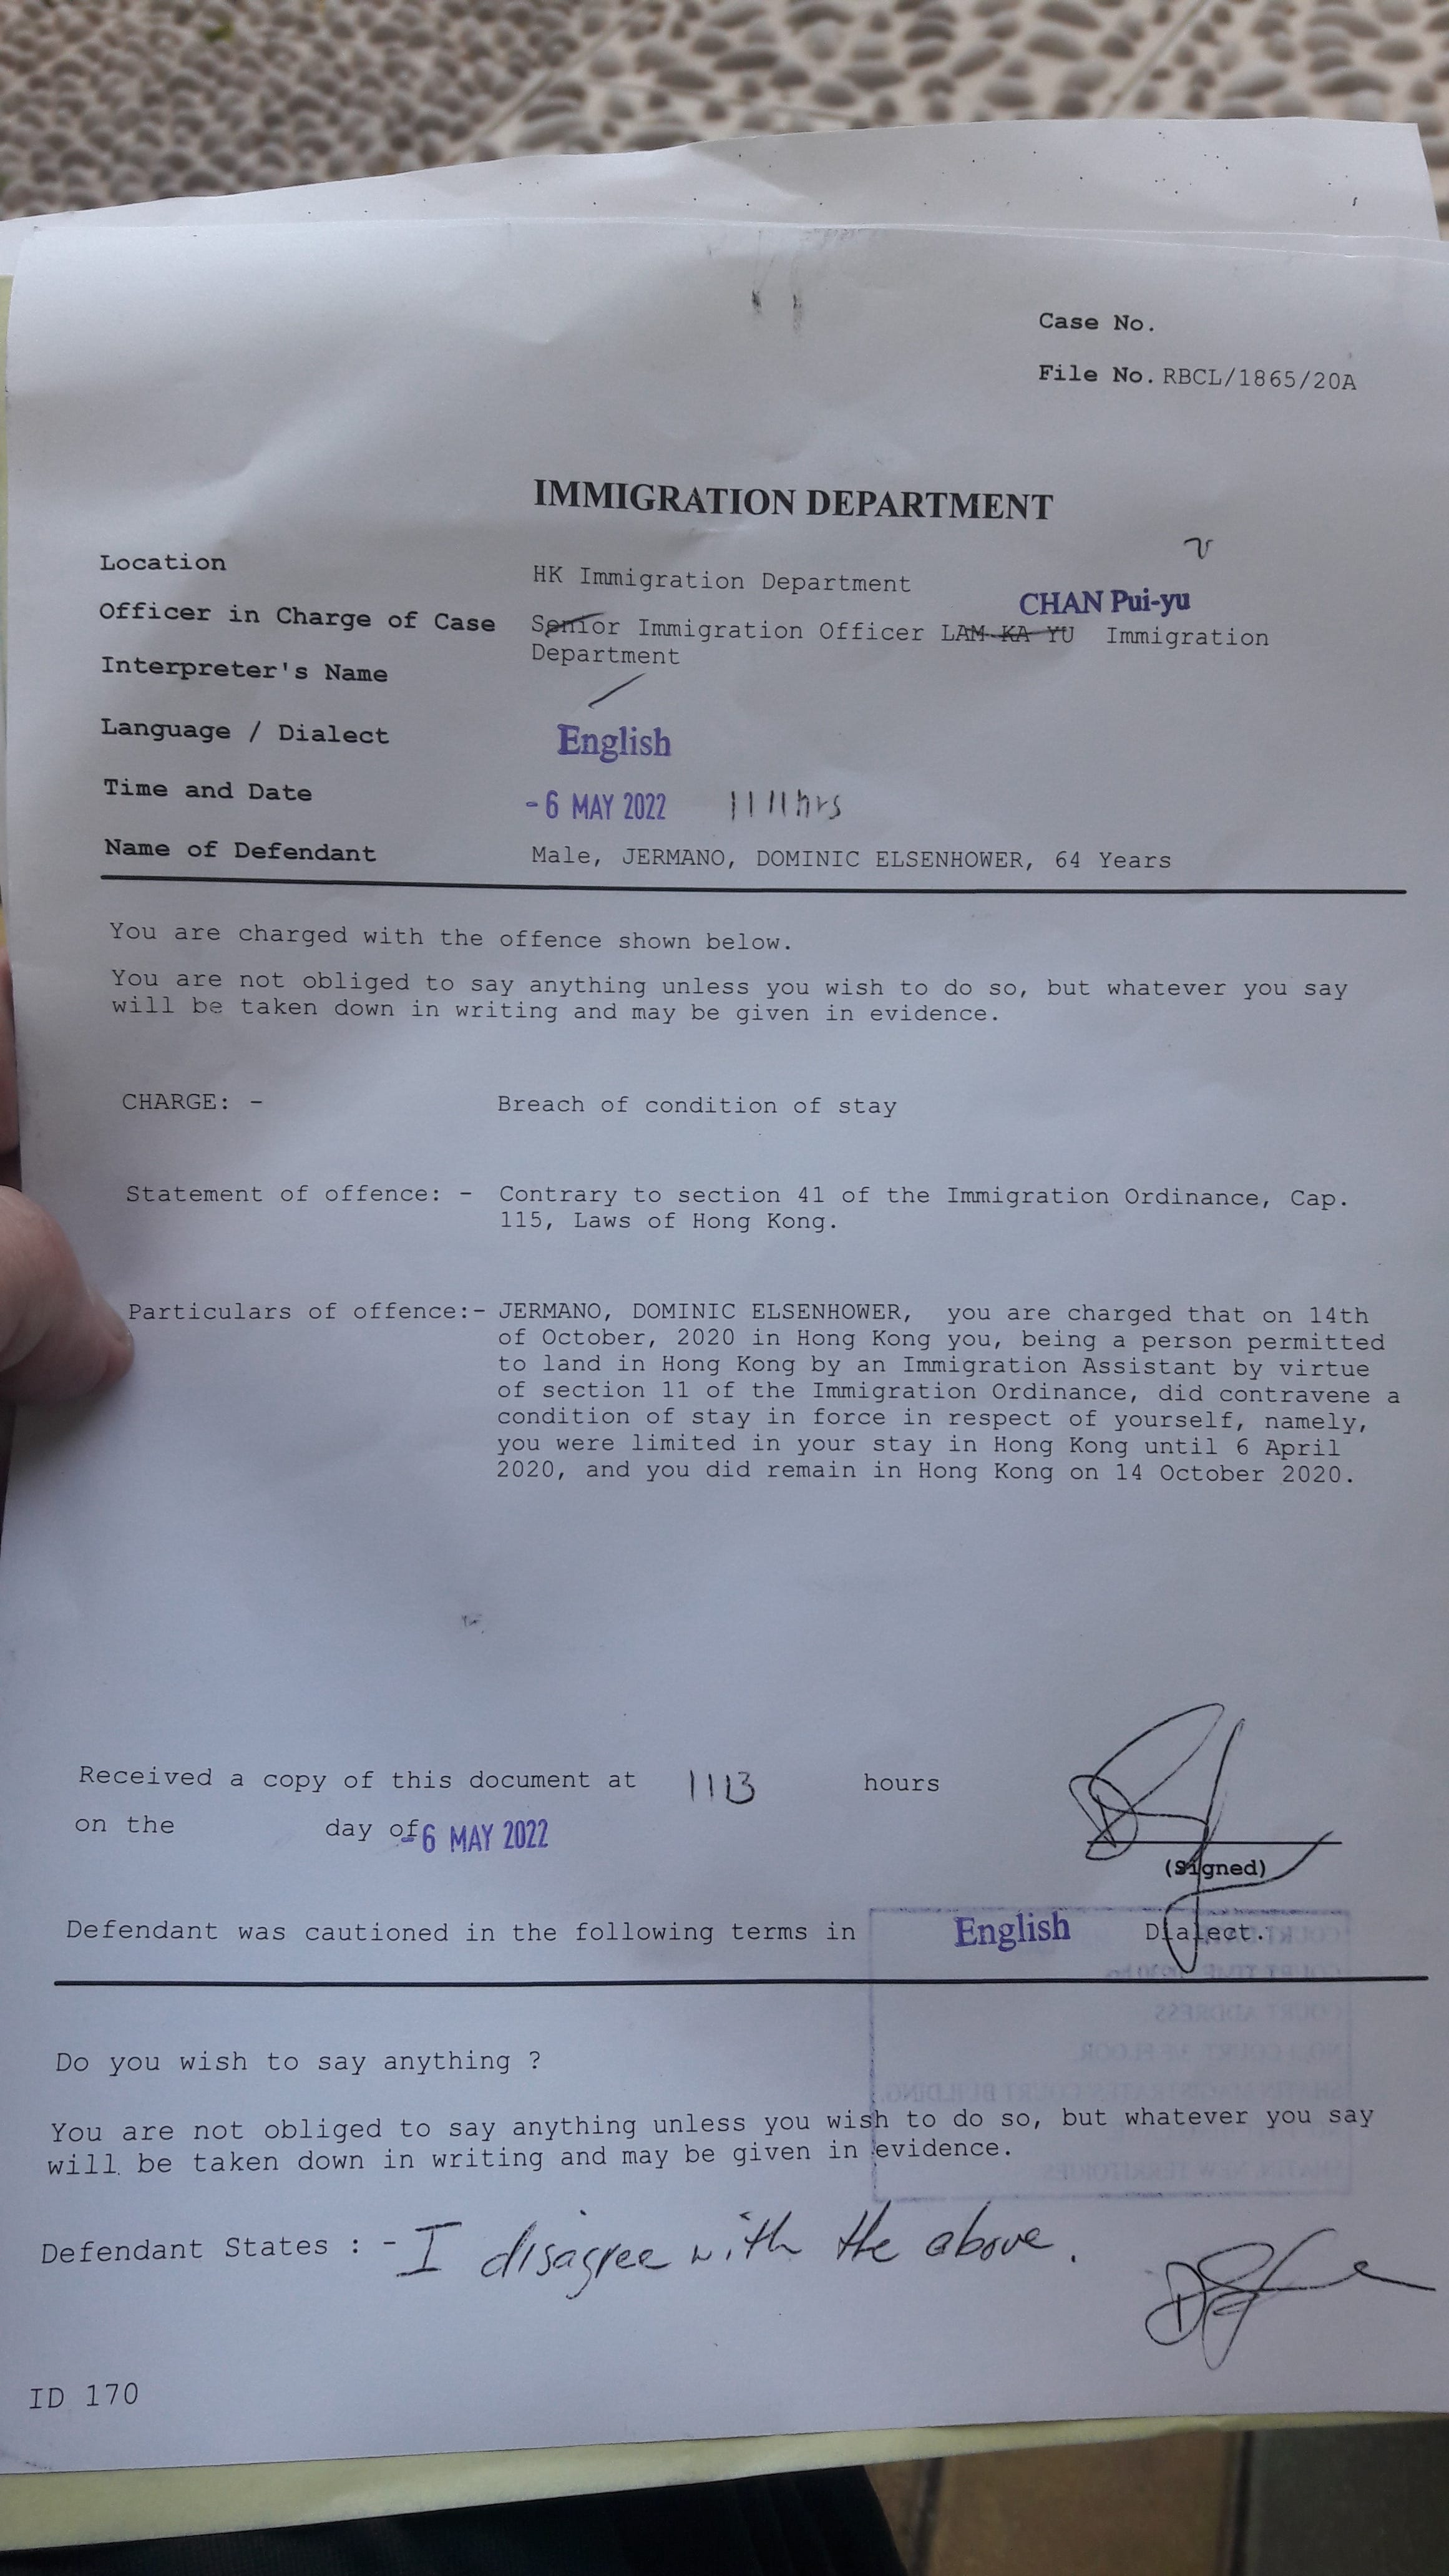 Case No.
File No. RBCL/1865/20A
IMMIGRATION DEPARTMENT
Location HK Immigration Department
CHAN Pui-yu
Officer in Charge of Case Senior Immigration Officer LAM KA YU Immigration
Department
Interpreter's Name
Language / Dialect English
Time and Date - 6 MAY 2022 1111hrs
Name of Defendant Male, JERMANO, DOMINIC ELSENHOWER, 64 Years
You are charged with the offence shown below.
You are not obliged to say anything unless you wish to do so, but whatever you say
will be taken down in writing and may be given in evidence.
CHARGE: - Breach of condition of stay
Statement of offence: - Contrary to section 41 of the Immigration Ordinance, Cap.
115, Laws of Hong Kong.
Particulars of offence:- JERMANO, DOMINIC ELSENHOWER, you are charged that on 14th
of October, 2020 in Hong Kong you, being a person permitted
to land in Hong Kong by an Immigration Assistant by virtue
of section 11 of the Immigration Ordinance, did contravene a
condition of stay in force in respect of yourself, namely,
you were limited in your stay in Hong Kong until 6 April
2020, and you did remain in Hong Kong on 14 October 2020.
Received a copy of this document at 1113 hours
on the day of - 6 MAY 2022
(Signed)
Defendant was cautioned in the following terms in English Dialect.
Do you wish to say anything ?
You are not obliged to say anything unless you wish to do so, but whatever you say
will be taken down in writing and may be given in evidence.
Defendant States : - I disagree with the above.
ID 170